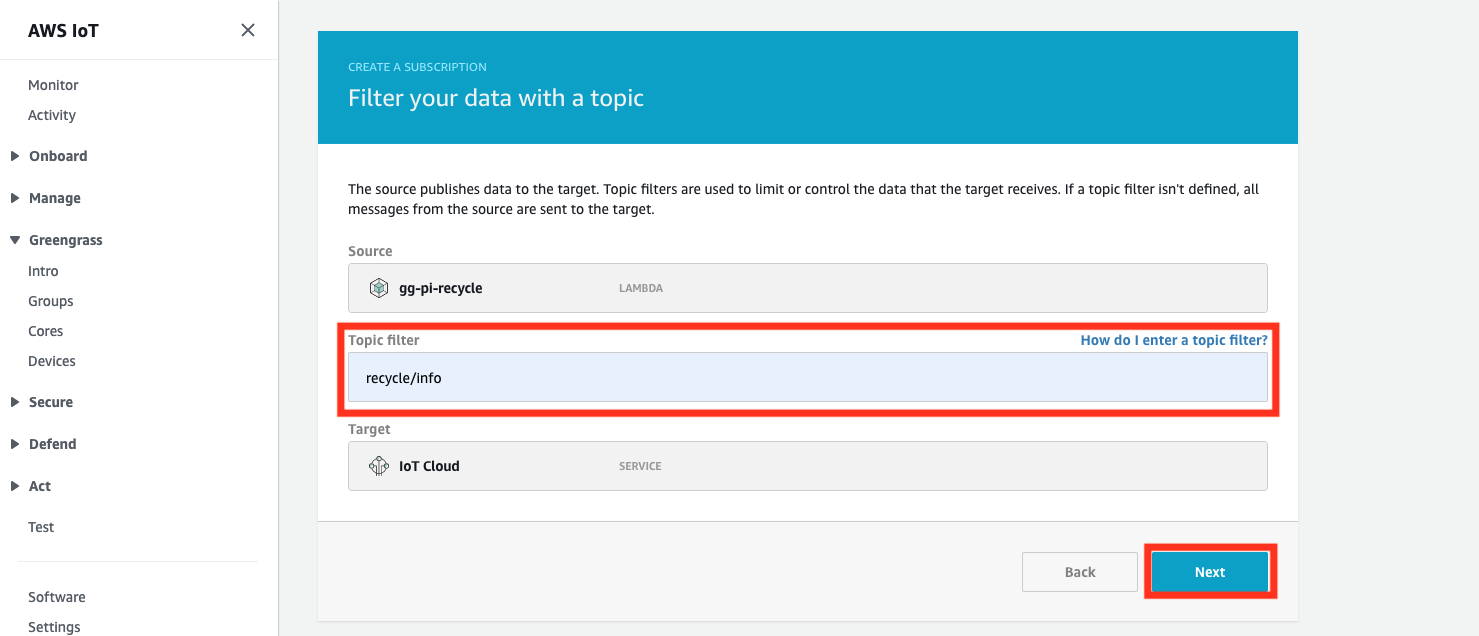 AWS IoT
Monitor
Activity
Onboard
Manage
Greengrass
Intro
Groups
Cores
Devices
Secure
Defend
Act
Test
Software
Settings
CREATE A SUBSCRIPTION
Filter your data with a topic
The source publishes data to the target. Topic filters are used to limit or control the data that the target receives. If a topic filter isn't defined, all
messages from the source are sent to the target.
Source
gg-pi-recycle LAMBDA
Topic filter How do I enter a topic filter?
recycle/info
Target
IoT Cloud SERVICE
Back Next